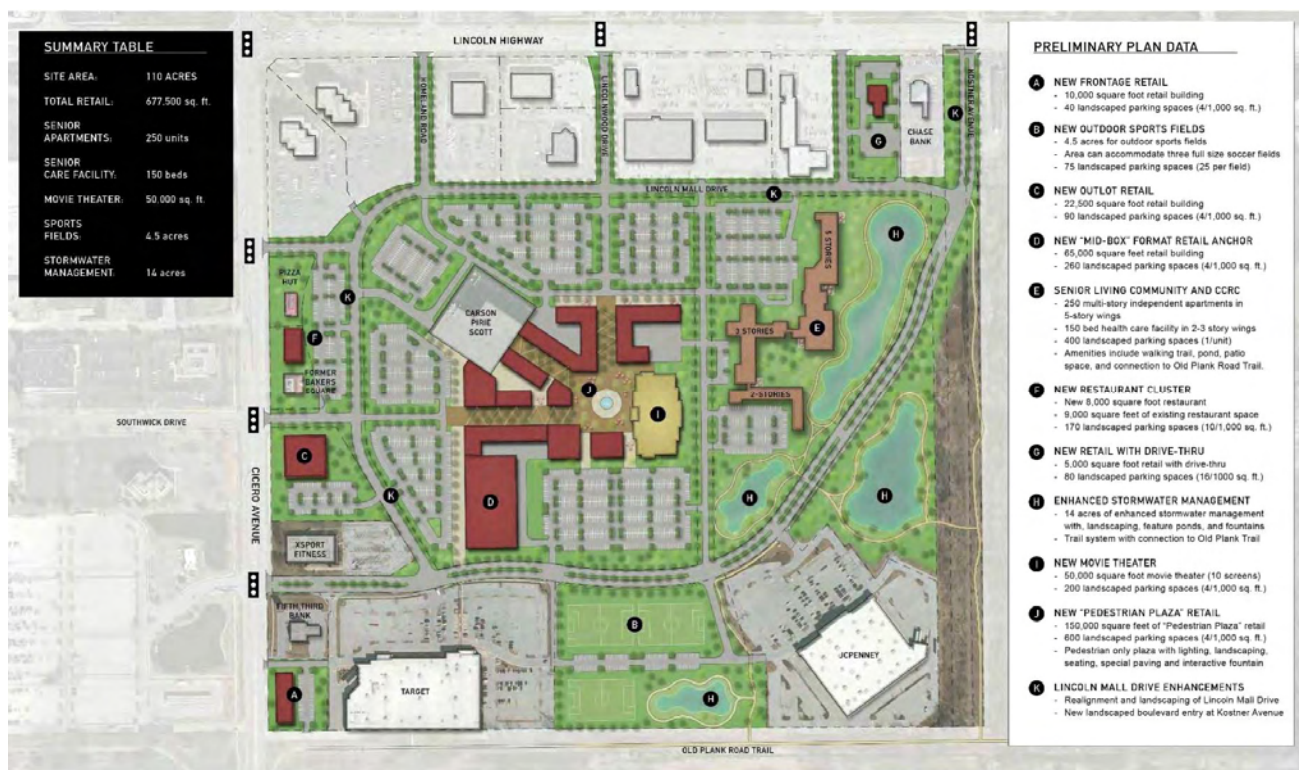 SUMMARY TABLE
SITE AREA: 110 ACRES
TOTAL RETAIL: 677,500 sq. ft.
SENIOR
APARTMENTS: 250 units
SENIOR
CARE FACILITY: 150 beds
MOVIE THEATER: 50,000 sq. ft.
SPORTS
FIELDS: 4.5 acres
STORMWATER
MANAGEMENT: 14 acres
LINCOLN HIGHWAY
HOMELAND ROAD
LINCOLNWOOD DRIVE
KOSTNER AVENUE
K
G
CHASE
BANK
LINCOLN MALL DRIVE
K
H
5 STORIES
PIZZA
HUT
K
CARSON
PIRIE
SCOTT
F
3 STORIES
E
FORMER
BAKERS
SQUARE
J
2-STORIES
I
SOUTHWICK DRIVE
C
CICERO AVENUE
K
D
H
H
XSPORT
FITNESS
FIFTH THIRD
BANK
B
JCPENNEY
A
TARGET
H
OLD PLANK ROAD TRAIL
PRELIMINARY PLAN DATA
A NEW FRONTAGE RETAIL
- 10,000 square foot retail building
- 40 landscaped parking spaces (4/1,000 sq. ft.)
B NEW OUTDOOR SPORTS FIELDS
- 4.5 acres for outdoor sports fields
- Area can accommodate three full size soccer fields
- 75 landscaped parking spaces (25 per field)
C NEW OUTLOT RETAIL
- 22,500 square foot retail building
- 90 landscaped parking spaces (4/1,000 sq. ft.)
D NEW "MID-BOX" FORMAT RETAIL ANCHOR
- 65,000 square feet retail building
- 260 landscaped parking spaces (4/1,000 sq. ft.)
E SENIOR LIVING COMMUNITY AND CCRC
- 250 multi-story independent apartments in
5-story wings
- 150 bed health care facility in 2-3 story wings
- 400 landscaped parking spaces (1/unit)
- Amenities include walking trail, pond, patio
space, and connection to Old Plank Road Trail.
F NEW RESTAURANT CLUSTER
- New 8,000 square foot restaurant
- 9,000 square feet of existing restaurant space
- 170 landscaped parking spaces (10/1,000 sq. ft.)
G NEW RETAIL WITH DRIVE-THRU
- 5,000 square foot retail with drive-thru
- 80 landscaped parking spaces (16/1000 sq. ft.)
H ENHANCED STORMWATER MANAGEMENT
- 14 acres of enhanced stormwater management
with, landscaping, feature ponds, and fountains
- Trail system with connection to Old Plank Trail
I NEW MOVIE THEATER
- 50,000 square foot movie theater (10 screens)
- 200 landscaped parking spaces (4/1,000 sq. ft.)
J NEW "PEDESTRIAN PLAZA" RETAIL
- 150,000 square feet of "Pedestrian Plaza" retail
- 600 landscaped parking spaces (4/1,000 sq. ft.)
- Pedestrian only plaza with lighting, landscaping,
seating, special paving and interactive fountain
K LINCOLN MALL DRIVE ENHANCEMENTS
- Realignment and landscaping of Lincoln Mall Drive
- New landscaped boulevard entry at Kostner Avenue